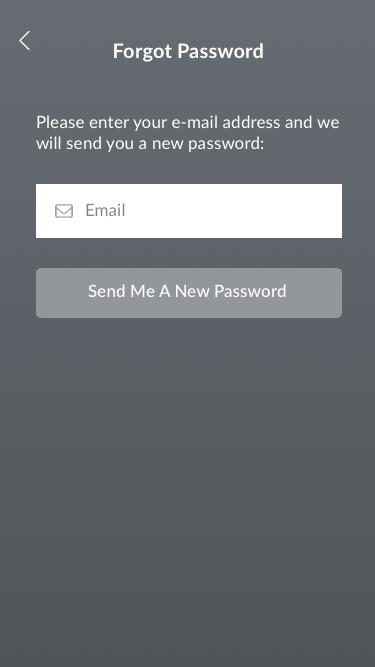 Forgot Password
Please enter your e-mail address and we
will send you a new password:
Email
Send Me A New Password